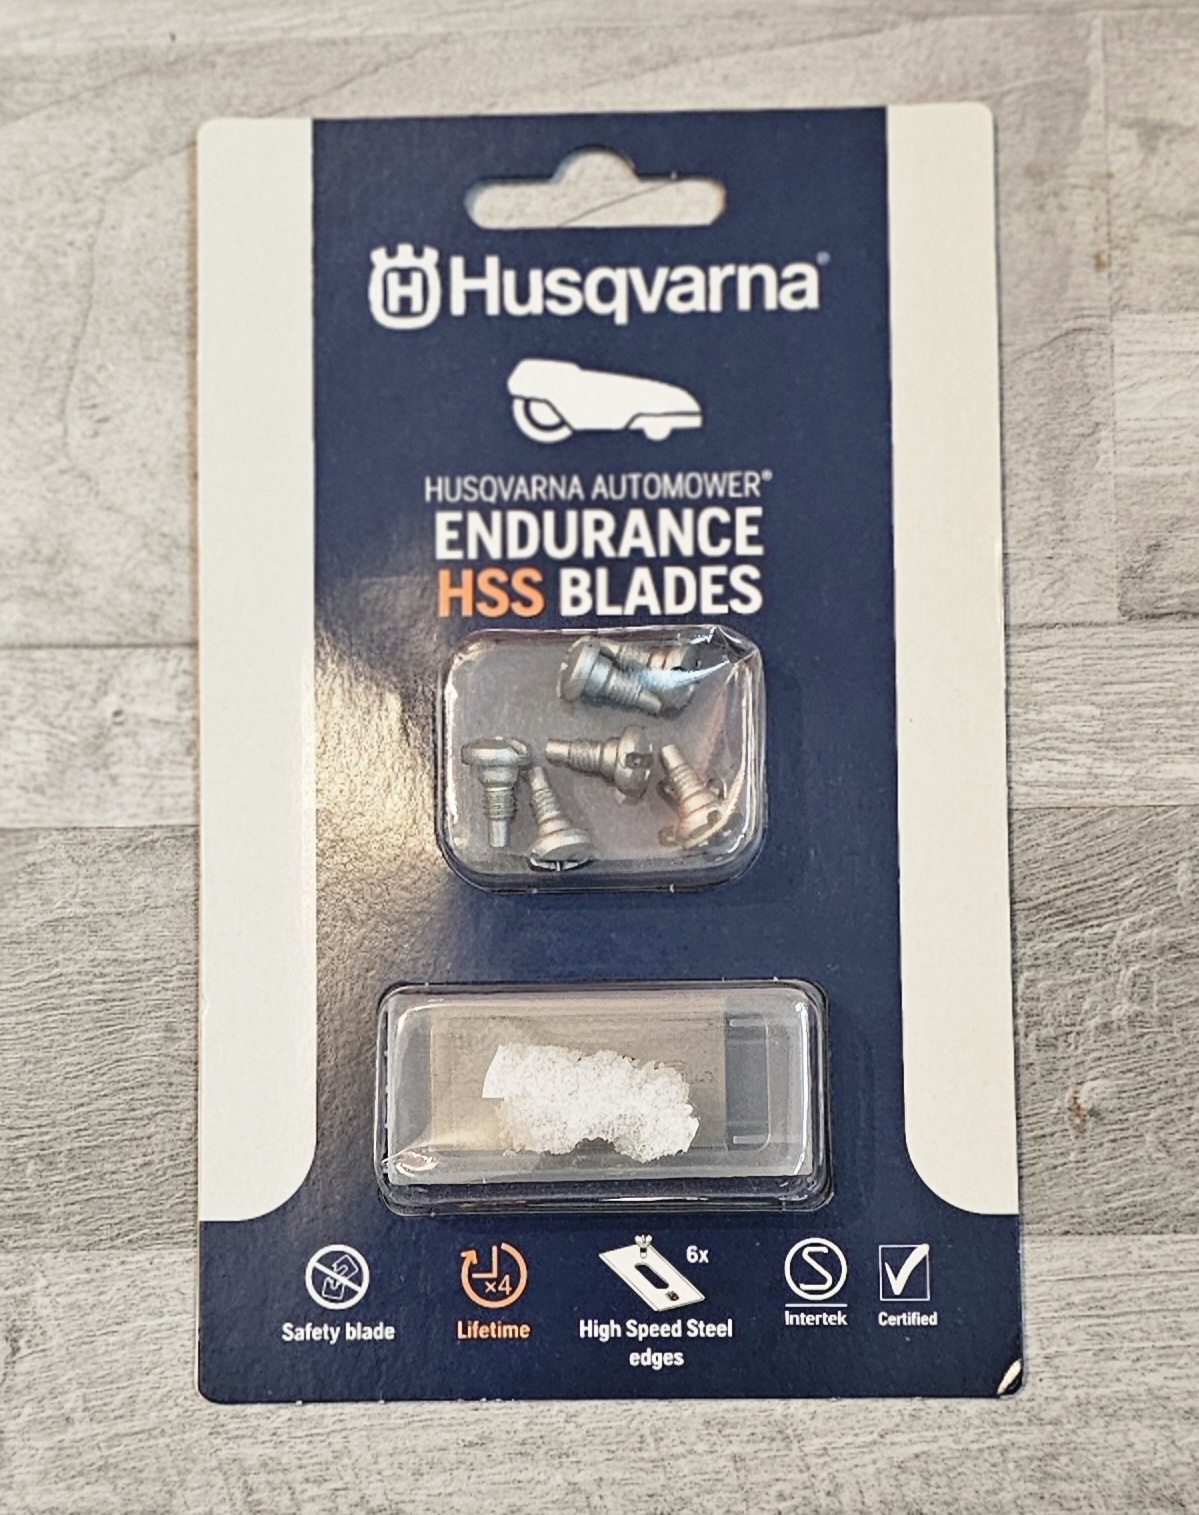 H Husqvarna®
HUSQVARNA AUTOMOWER®
ENDURANCE
HSS BLADES
x4
6x
Safety blade
Lifetime
High Speed Steel
edges
S
Intertek
Certified